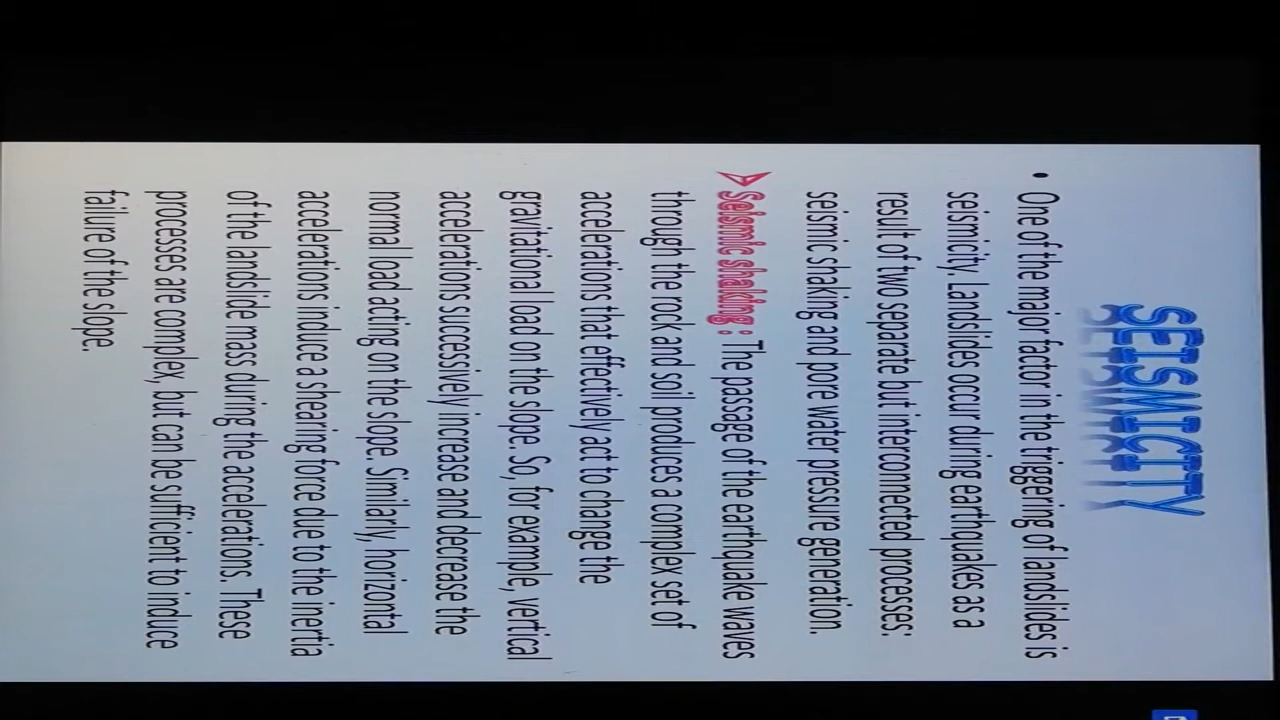 SEISMICITY
• One of the major factor in the triggering of landslides is
seismicity. Landslides occur during earthquakes as a
result of two separate but interconnected processes:
seismic shaking and pore water pressure generation.
➢ Seismic shaking : The passage of the earthquake waves
through the rock and soil produces a complex set of
accelerations that effectively act to change the
gravitational load on the slope. So, for example, vertical
accelerations successively increase and decrease the
normal load acting on the slope. Similarly, horizontal
accelerations induce a shearing force due to the inertia
of the landslide mass during the accelerations. These
processes are complex, but can be sufficient to induce
failure of the slope.